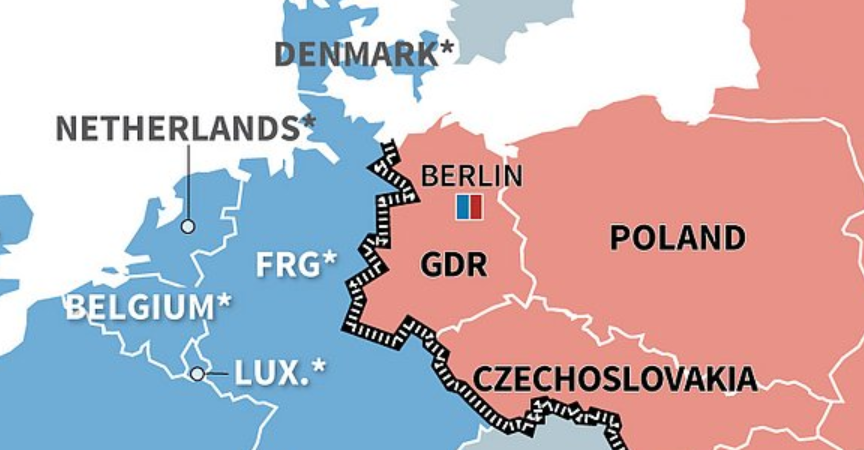 DENMARK*
NETHERLANDS*
BERLIN
POLAND
FRG*
GDR
BELGIUM*
LUX.*
CZECHOSLOVAKIA